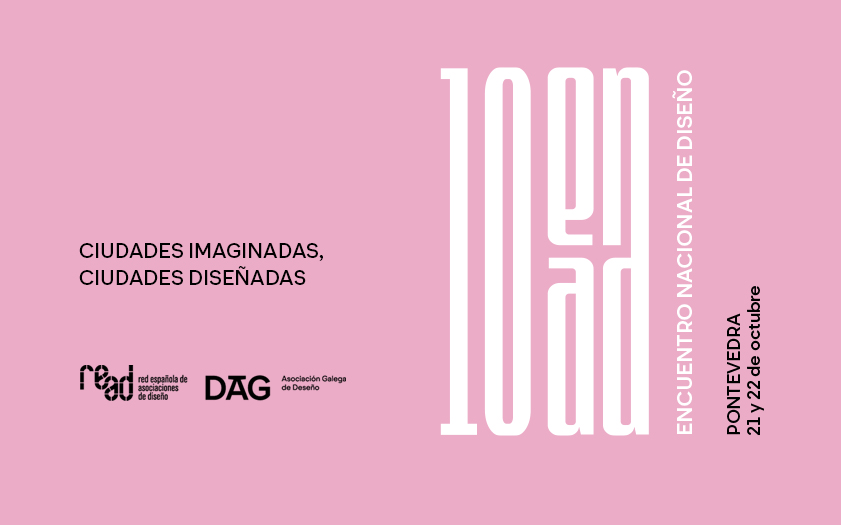 CIUDADES IMAGINADAS,
CIUDADES DISEÑADAS
read
red española de
asociaciones
de diseño
DAG
Asociación Galega
de Deseño
10
en
ad
ENCUENTRO NACIONAL DE DISEÑO
PONTEVEDRA
21 y 22 de octubre